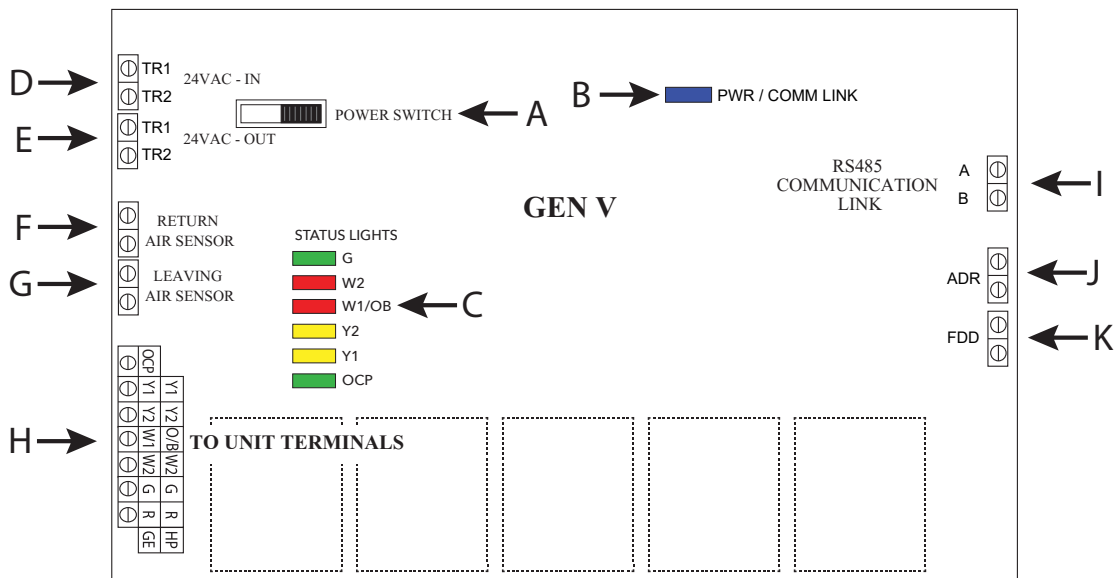 D
TR1
TR2
24VAC - IN
E
TR1
TR2
24VAC - OUT
POWER SWITCH
A
B
PWR / COMM LINK
RS485
COMMUNICATION
LINK
A
B
I
GEN V
F
RETURN
AIR SENSOR
G
LEAVING
AIR SENSOR
STATUS LIGHTS
G
W2
W1/OB
Y2
Y1
OCP
C
ADR
J
FDD
K
H
OCP
Y1 Y1
Y2 Y2
W1 O/B
W2 W2
G G
R R
GE HP
TO UNIT TERMINALS